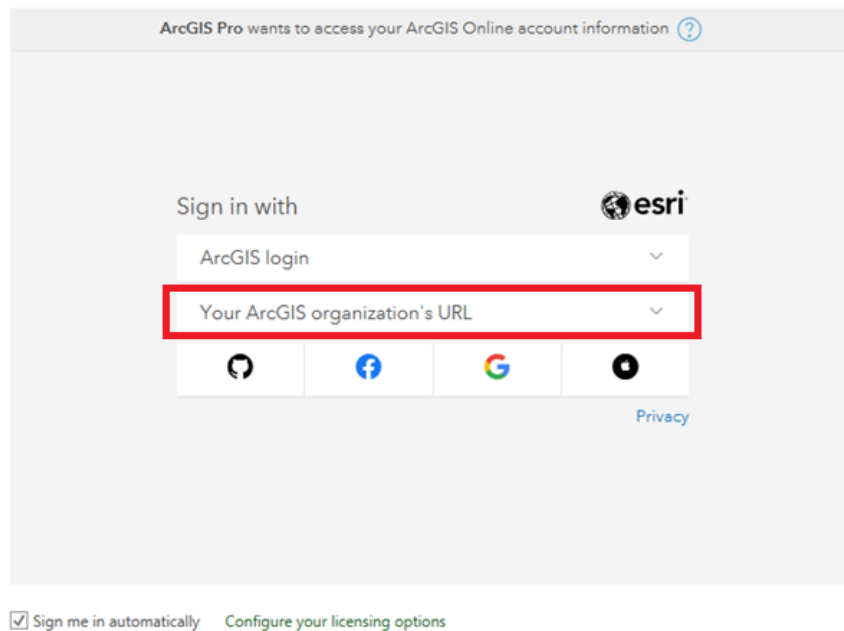 ArcGIS Pro wants to access your ArcGIS Online account information ?
Sign in with
esri
ArcGIS login
Your ArcGIS organization's URL
Privacy
Sign me in automatically Configure your licensing options